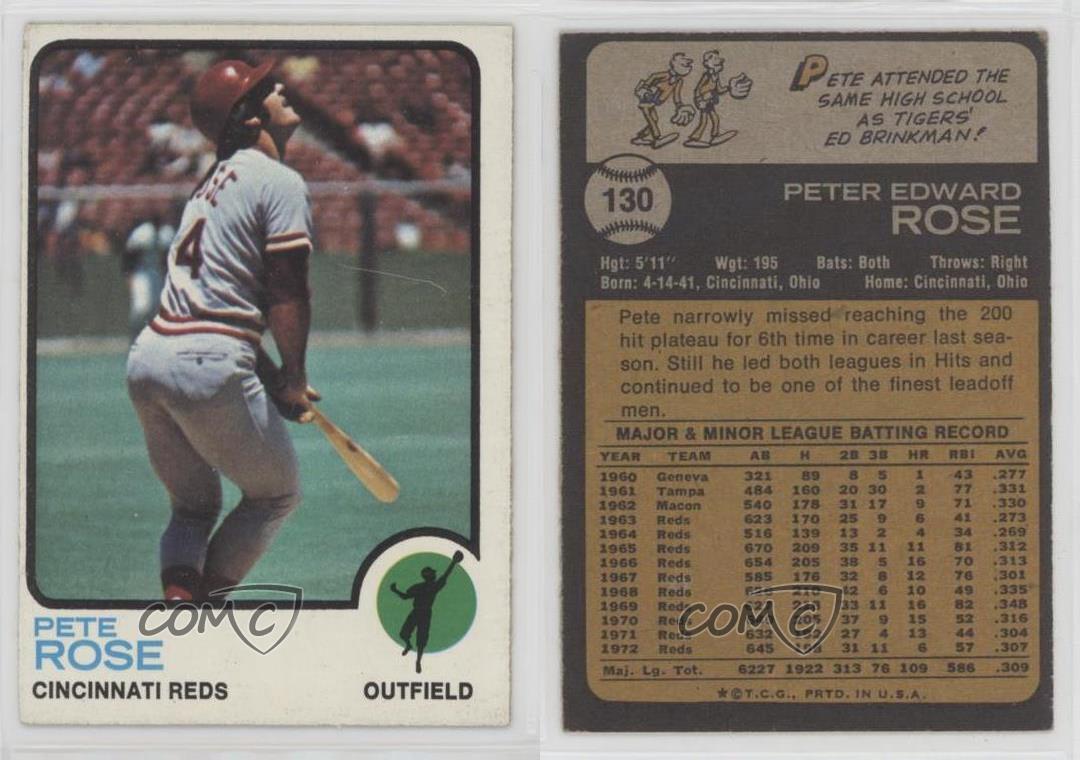 ROSE
4
PETE
ROSE
CINCINNATI REDS
OUTFIELD
COMC
PETE ATTENDED THE
SAME HIGH SCHOOL
AS TIGERS'
ED BRINKMAN!
130
PETER EDWARD
ROSE
Hgt: 5'11" Wgt: 195 Bats: Both Throws: Right
Born: 4-14-41, Cincinnati, Ohio Home: Cincinnati, Ohio
Pete narrowly missed reaching the 200
hit plateau for 6th time in career last sea-
son. Still he led both leagues in Hits and
continued to be one of the finest leadoff
men.
MAJOR & MINOR LEAGUE BATTING RECORD
YEAR TEAM AB H 2B 3B HR RBI AVG
1960 Geneva 321 89 8 5 1 43 .277
1961 Tampa 484 160 20 30 2 77 .331
1962 Macon 540 178 31 17 9 71 .330
1963 Reds 623 170 25 9 6 41 .273
1964 Reds 516 139 13 2 4 34 .269
1965 Reds 670 209 35 11 11 81 .312
1966 Reds 654 205 38 5 16 70 .313
1967 Reds 585 176 32 8 12 76 .301
1968 Reds 210 42 6 10 49 .335
1969 Reds 33 11 16 82 .348
1970 Reds 205 37 9 15 52 .316
1971 Reds 632 27 4 13 44 .304
1972 Reds 645 31 11 6 57 .307
Maj. Lg. Tot. 6227 1922 313 76 109 586 .309
★©T.C.G., PRTD. IN U.S.A.
COMC